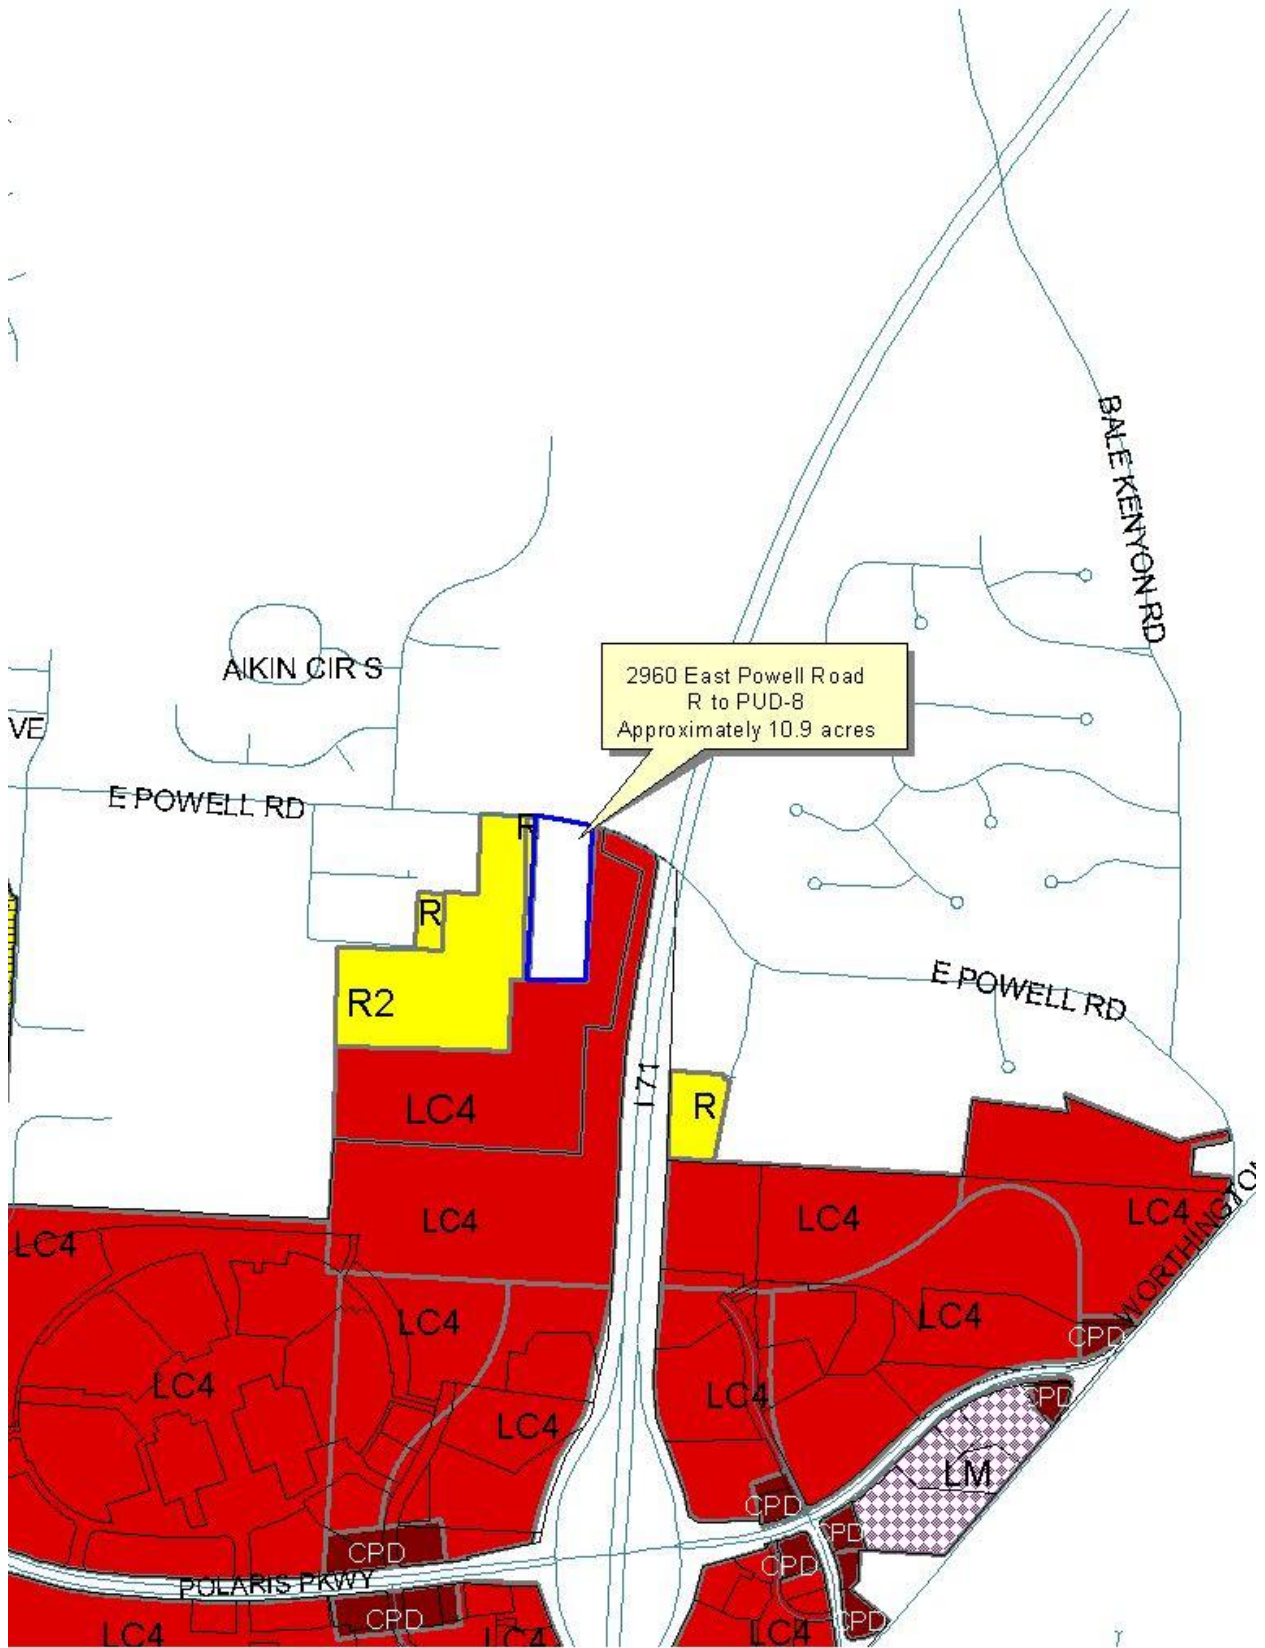 BALE KENYON RD
AIKIN CIR S
2960 East Powell Road
R to PUD-8
Approximately 10.9 acres
VE
E POWELL RD
R
R
R2
E POWELL RD
I 71
LC4
R
LC4
LC4
LC4
LC4
WORTHINGTON
LC4
LC4
CPD
LC4
LC4
CPD
LC4
LM
CPD
CPD
CPD
CPD
POLARIS PKWY
CPD
CPD
LC4
LC4
LC4